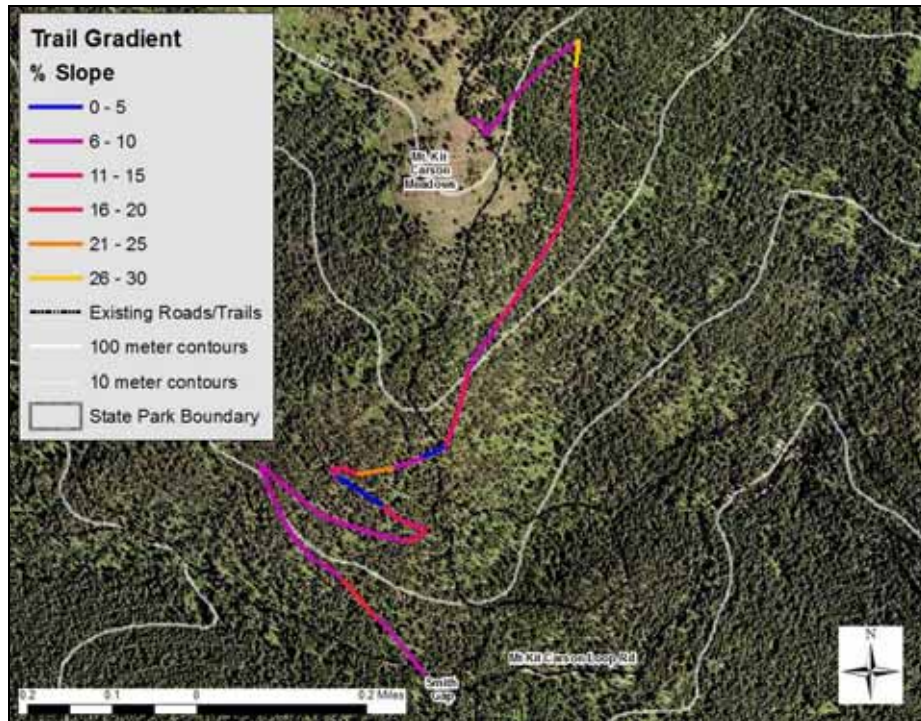 Trail Gradient
% Slope
0 - 5
6 - 10
11 - 15
16 - 20
21 - 25
26 - 30
Existing Roads/Trails
100 meter contours
10 meter contours
State Park Boundary
Mt. Kit
Carson
Meadows
Mt Kit Carson Loop Rd
Smith
Gap
N
0.2 0.1 0 0.2 Miles